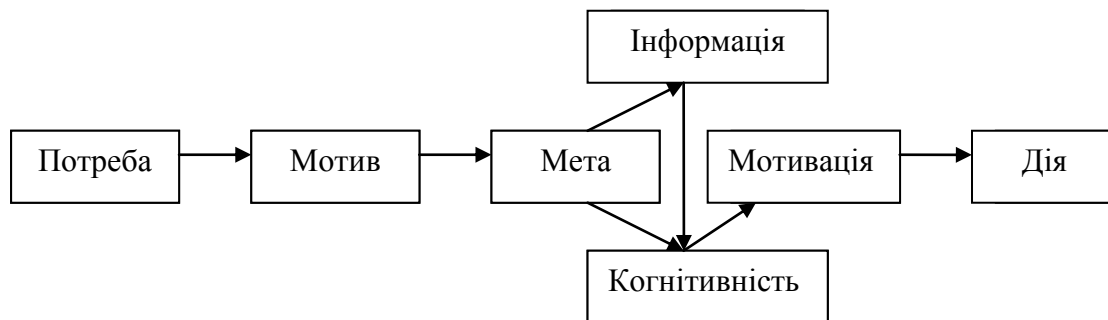 Інформація
Потреба
Мотив
Мета
Мотивація
Дія
Когнітивність